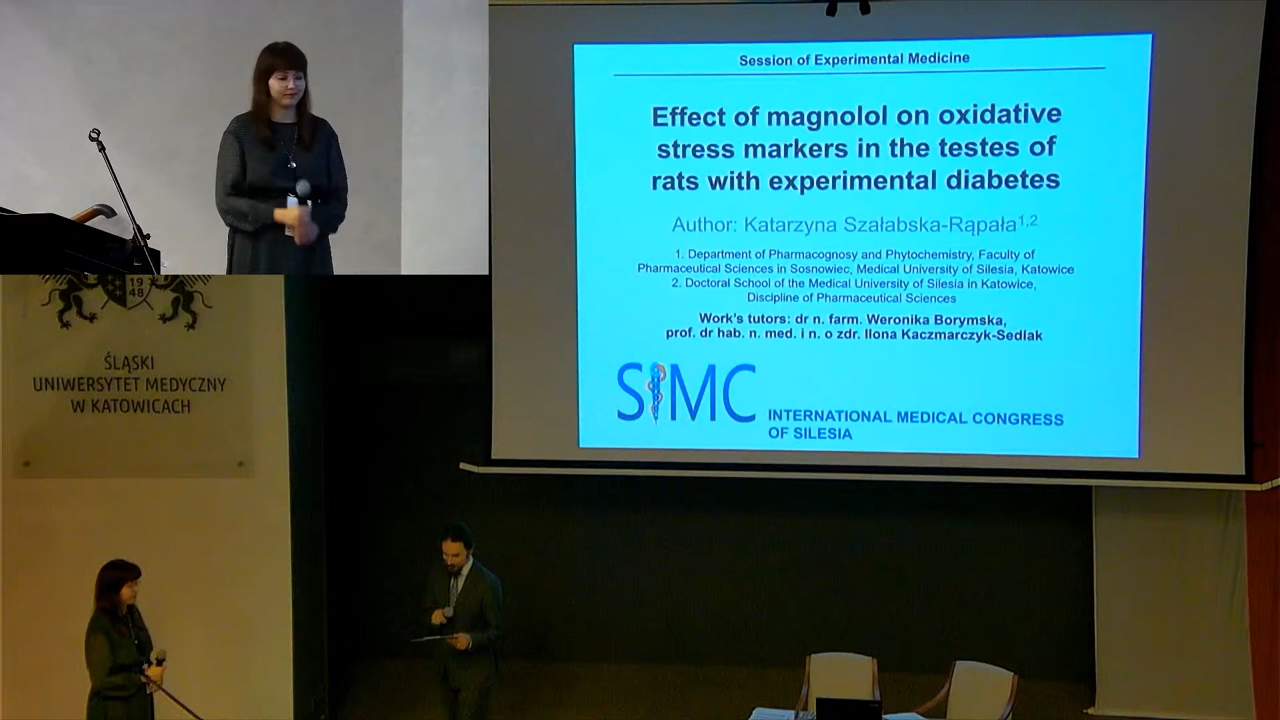 Session of Experimental Medicine
Effect of magnolol on oxidative
stress markers in the testes of
rats with experimental diabetes
Author: Katarzyna Szałabska-Rąpała1,2
1. Department of Pharmacognosy and Phytochemistry, Faculty of
Pharmaceutical Sciences in Sosnowiec, Medical University of Silesia, Katowice
2. Doctoral School of the Medical University of Silesia in Katowice,
Discipline of Pharmaceutical Sciences
Work's tutors: dr n. farm. Weronika Borymska,
prof. dr hab. n. med. i n. o zdr. Ilona Kaczmarczyk-Sedlak
SIMC
INTERNATIONAL MEDICAL CONGRESS
OF SILESIA
19
48
ŚLĄSKI
UNIWERSYTET MEDYCZNY
W KATOWICACH